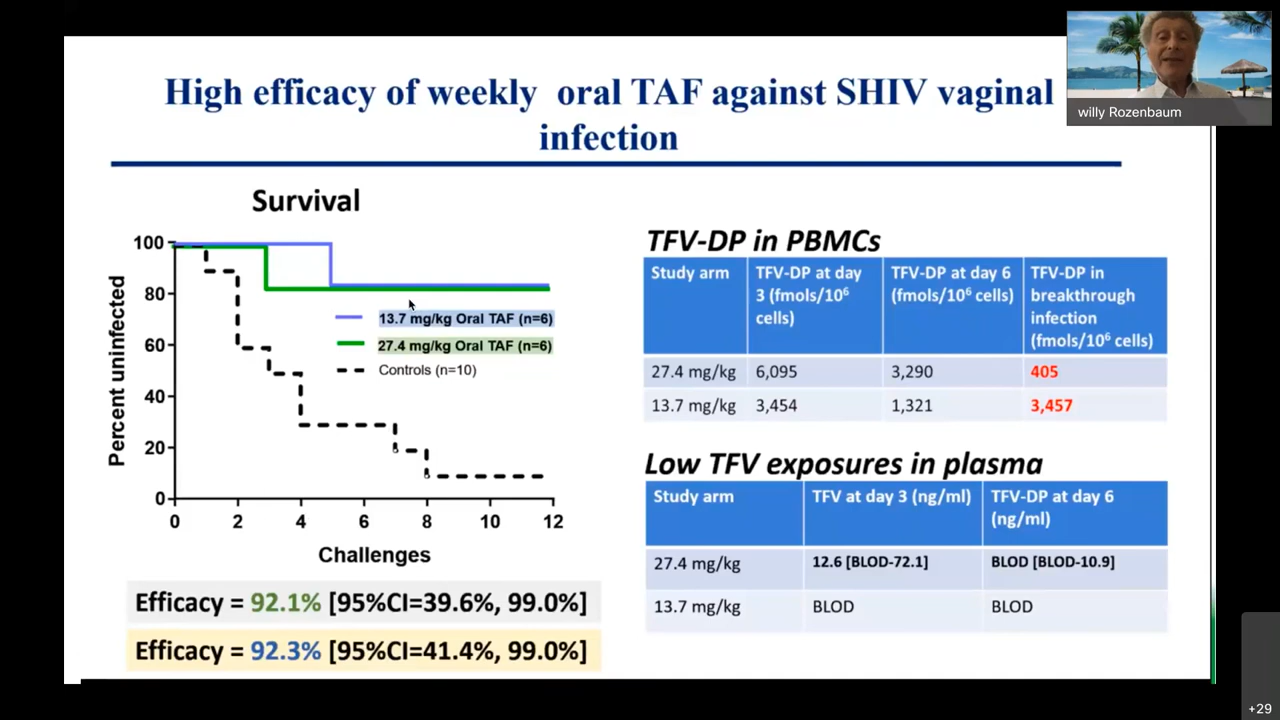 High efficacy of weekly oral TAF against SHIV vaginal
infection
willy Rozenbaum
Survival
Percent uninfected
100
80
60
40
20
0
0 2 4 6 8 10 12
Challenges
13.7 mg/kg Oral TAF (n=6)
27.4 mg/kg Oral TAF (n=6)
Controls (n=10)
Efficacy = 92.1% [95%CI=39.6%, 99.0%]
Efficacy = 92.3% [95%CI=41.4%, 99.0%]
TFV-DP in PBMCs
Study arm TFV-DP at day 3 (fmols/10⁶ cells) TFV-DP at day 6 (fmols/10⁶ cells) TFV-DP in breakthrough infection (fmols/10⁶ cells)
27.4 mg/kg 6,095 3,290 405
13.7 mg/kg 3,454 1,321 3,457
Low TFV exposures in plasma
Study arm TFV at day 3 (ng/ml) TFV-DP at day 6 (ng/ml)
27.4 mg/kg 12.6 [BLOD-72.1] BLOD [BLOD-10.9]
13.7 mg/kg BLOD BLOD
+29